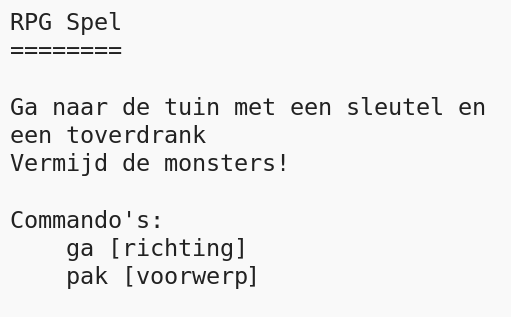 RPG Spel
========
Ga naar de tuin met een sleutel en
een toverdrank
Vermijd de monsters!
Commando's:
ga [richting]
pak [voorwerp]